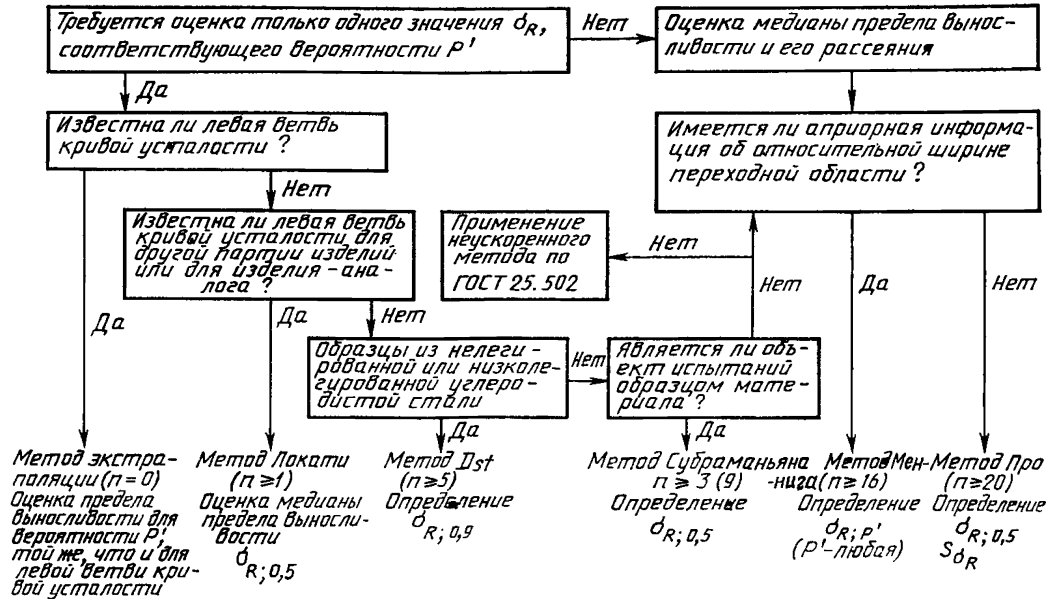 Требуется оценка только одного значения σR,
соответствующего вероятности P'
Нет
Оценка медианы предела вынос-
ливости и его рассеяния
Да
Известна ли левая ветвь
кривой усталости ?
Имеется ли априорная информа-
ция об относительной ширине
переходной области ?
Нет
Известна ли левая ветвь
кривой усталости для
другой партии изделий
или для изделия-ана-
лога ?
Применение
неускоренного
метода по
ГОСТ 25.502
Нет
Нет
Да
Нет
Да
Да
Нет
Образцы из нелеги-
рованной или низколе-
гированной углеро-
дистой стали
Нет
Является ли объ-
ект испытаний
образцом мате-
риала ?
Да
Да
Метод экстра-
поляции (n=0)
Оценка предела
выносливости для
вероятности P',
той же, что и для
левой ветви кри-
вой усталости
Метод Локати
(n≥1)
Оценка медианы
предела выносли-
вости
σR; 0,5
Метод Dst
(n≥5)
Определение
σR; 0,9
Метод Субраманьяна
n ≥ 3 (9)
Определение
σR; 0,5
Метод Мен-
-нига (n≥16)
Определение
σR; P'
(P'-любая)
Метод Про
(n≥20)
Определение
σR; 0,5
SσR